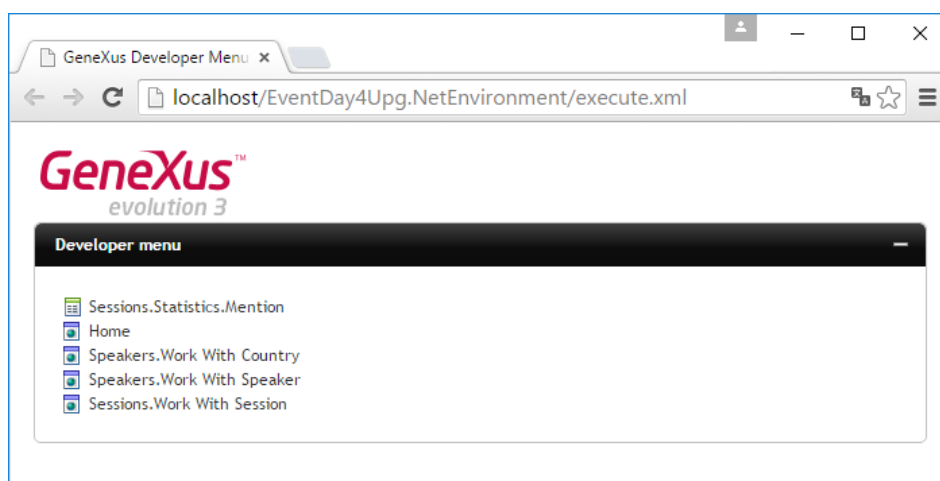 GeneXus Developer Menu
localhost/EventDay4Upg.NetEnvironment/execute.xml
GeneXus™
evolution 3
Developer menu
Sessions.Statistics.Mention
Home
Speakers.Work With Country
Speakers.Work With Speaker
Sessions.Work With Session